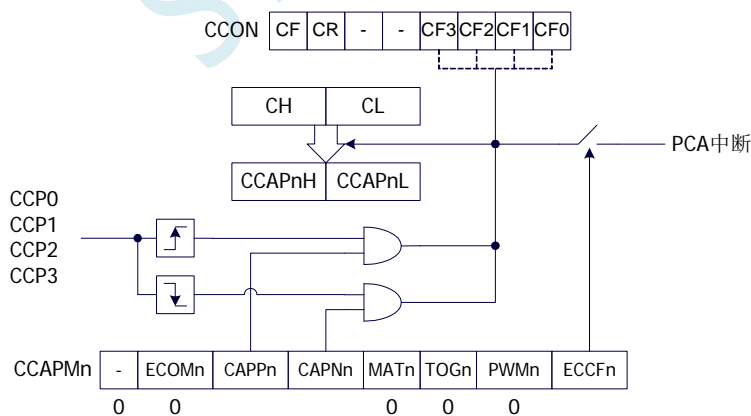 CCON CF CR - - CF3 CF2 CF1 CF0
CH CL
PCA中断
CCAPnH CCAPnL
CCP0
CCP1
CCP2
CCP3
CCAPMn - ECOMn CAPPn CAPNn MATn TOGn PWMn ECCFn
0 0 0 0 0